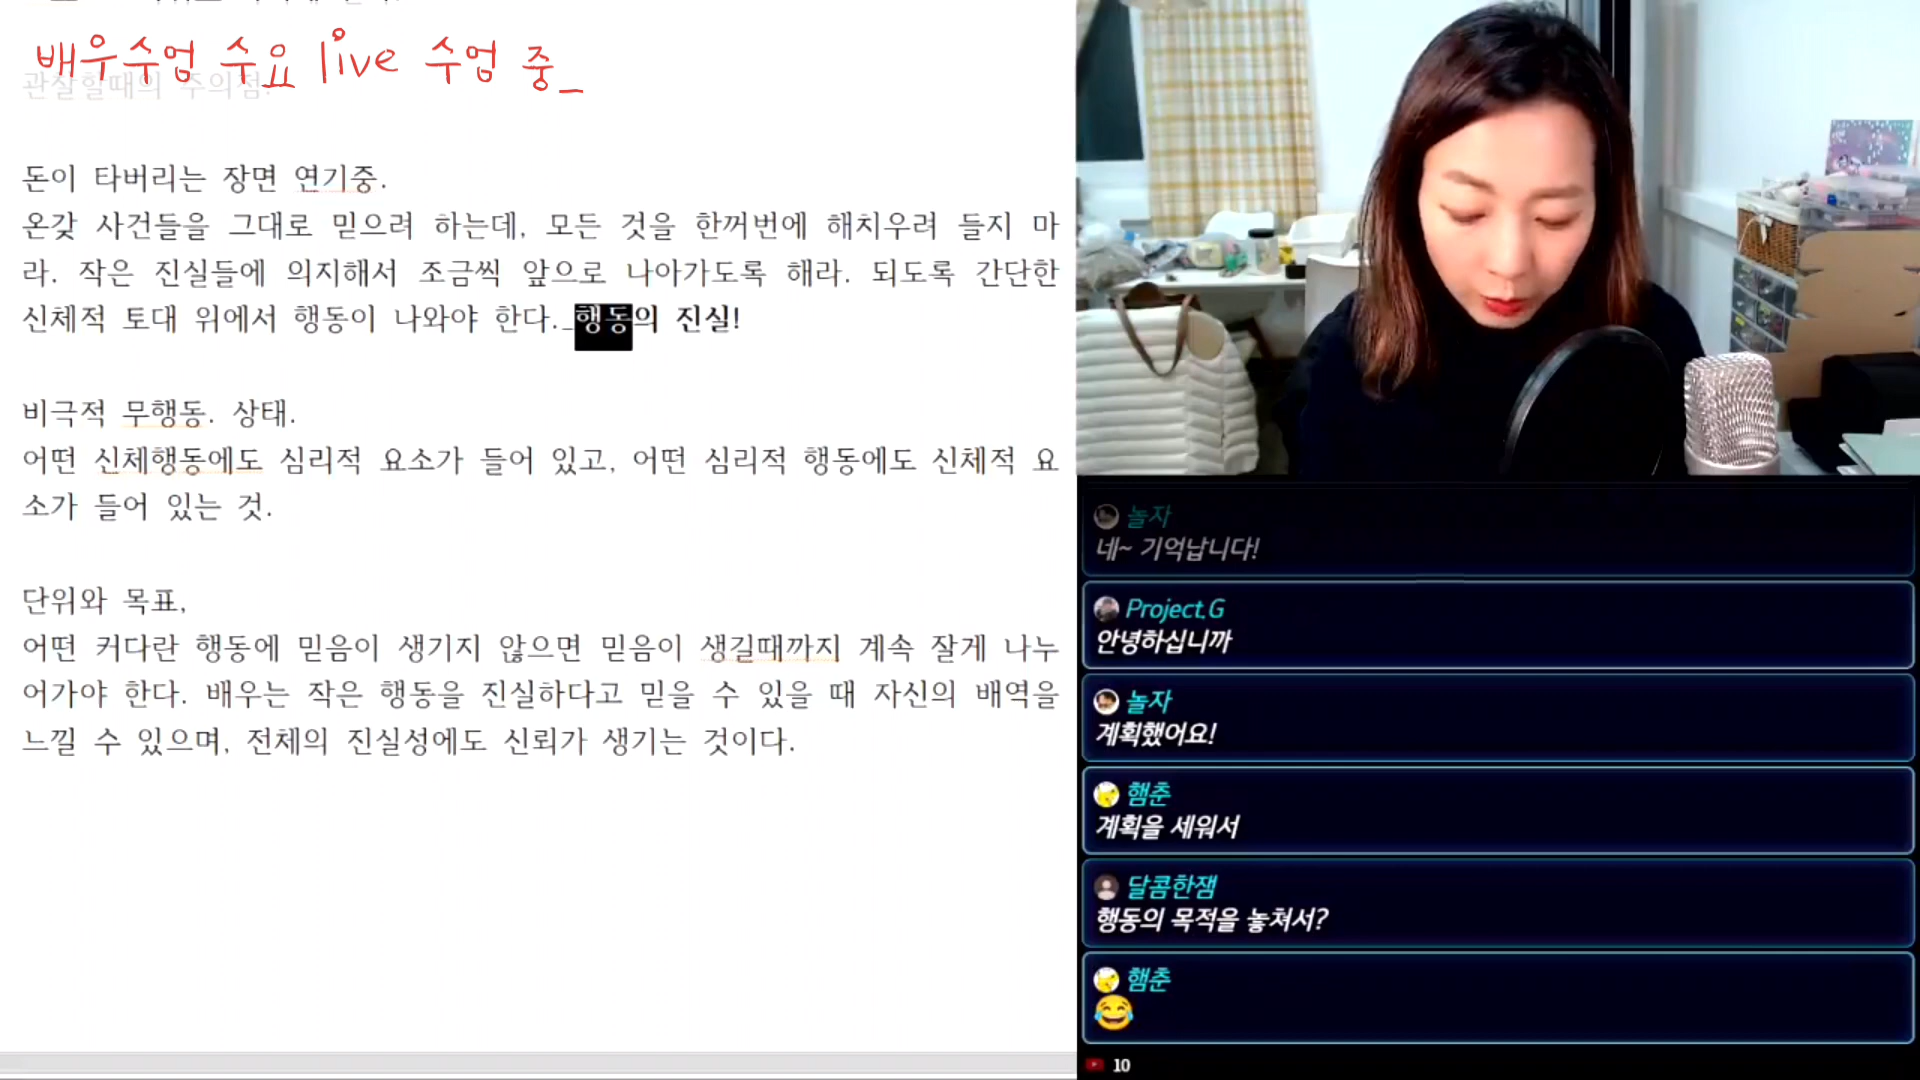 배우수업 수요 live 수업 중_
관찰할때의 주의점.
돈이 타버리는 장면 연기중.
온갖 사건들을 그대로 믿으려 하는데, 모든 것을 한꺼번에 해치우려 들지 마
라. 작은 진실들에 의지해서 조금씩 앞으로 나아가도록 해라. 되도록 간단한
신체적 토대 위에서 행동이 나와야 한다._행동의 진실!
비극적 무행동. 상태.
어떤 신체행동에도 심리적 요소가 들어 있고, 어떤 심리적 행동에도 신체적 요
소가 들어 있는 것.
단위와 목표,
어떤 커다란 행동에 믿음이 생기지 않으면 믿음이 생길때까지 계속 잘게 나누
어가야 한다. 배우는 작은 행동을 진실하다고 믿을 수 있을 때 자신의 배역을
느낄 수 있으며, 전체의 진실성에도 신뢰가 생기는 것이다.
놀자
네~ 기억납니다!
Project.G
안녕하십니까
놀자
계획했어요!
햄춘
계획을 세워서
달콤한잼
행동의 목적을 놓쳐서?
햄춘
😂
10